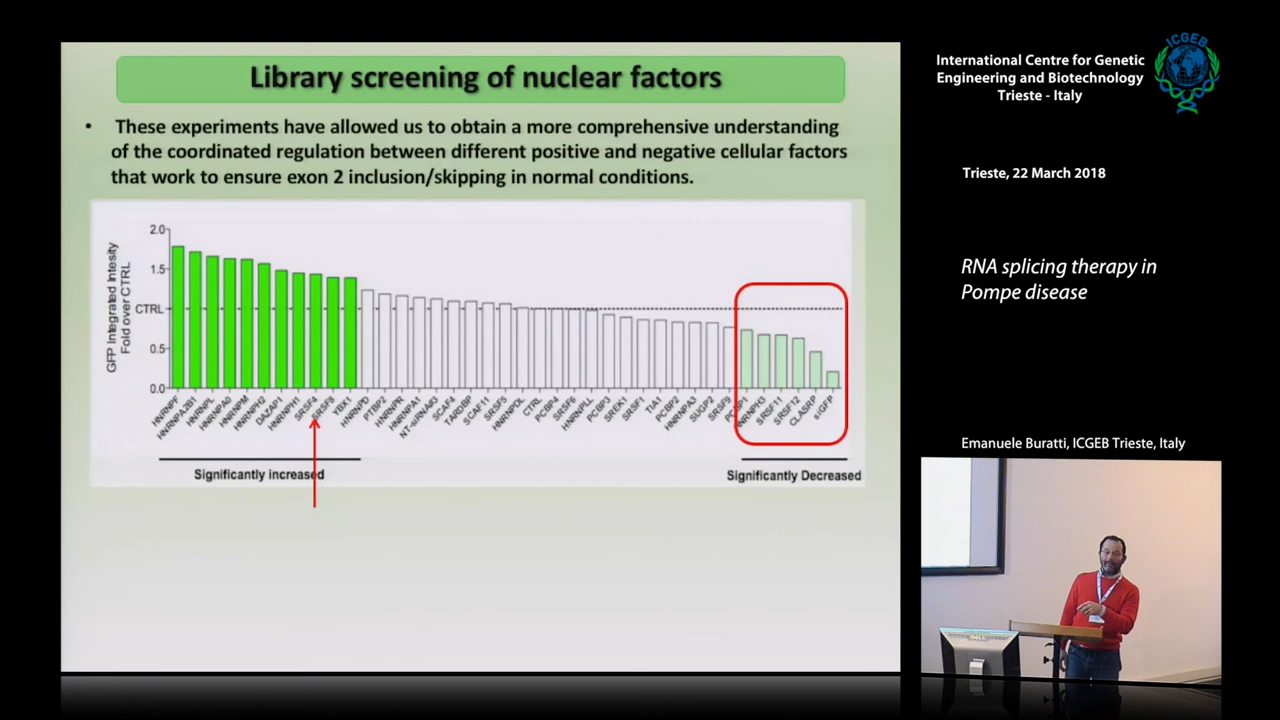 Library screening of nuclear factors
• These experiments have allowed us to obtain a more comprehensive understanding
of the coordinated regulation between different positive and negative cellular factors
that work to ensure exon 2 inclusion/skipping in normal conditions.
GFP Integrated Intesity
Fold over CTRL
2.0
1.5
CTRL
0.5
0.0
HNRNPF
HNRNPA2B1
HNRNPL
HNRNPA0
HNRNPM
HNRNPH2
DAZAP1
HNRNPH1
SRSF4
YBX1
HNRNPD
PTBP2
HNRNPR
HNRNPA1
NT-siRNA#3
SCAF4
TARDBP
SCAF11
SRSF5
HNRNPUL
CTRL
PCBP4
SRSF6
HNRNPLL
PCBP3
SREK1
SRSF1
TIA1
PCBP2
HNRNPA3
SUGP2
SRSF9
PCBP1
HNRNPH3
SRSF11
SRSF12
CLASRP
siGFP
Significantly increased
Significantly Decreased
International Centre for Genetic
Engineering and Biotechnology
Trieste - Italy
ICGEB
Trieste, 22 March 2018
RNA splicing therapy in
Pompe disease
Emanuele Buratti, ICGEB Trieste, Italy
DELL